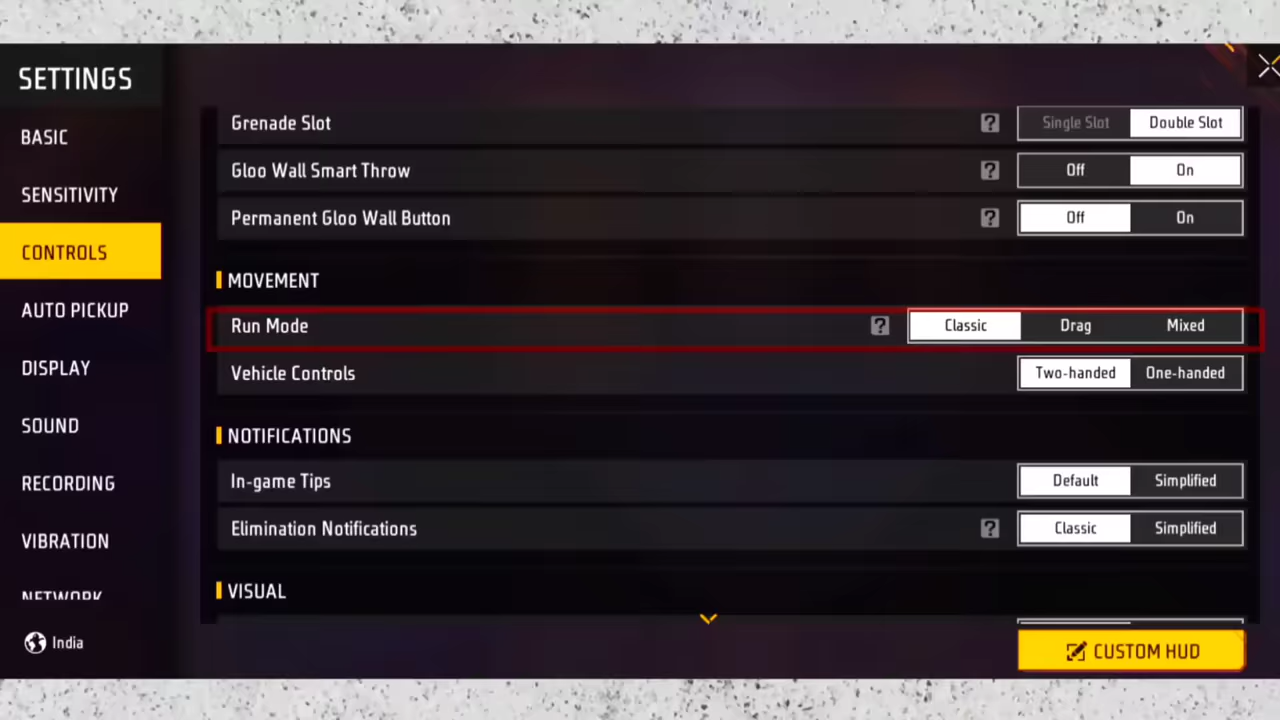 SETTINGS
BASIC
SENSITIVITY
CONTROLS
AUTO PICKUP
DISPLAY
SOUND
RECORDING
VIBRATION
NETWORK
India
Grenade Slot ? Single Slot Double Slot
Gloo Wall Smart Throw ? Off On
Permanent Gloo Wall Button ? Off On
MOVEMENT
Run Mode ? Classic Drag Mixed
Vehicle Controls Two-handed One-handed
NOTIFICATIONS
In-game Tips Default Simplified
Elimination Notifications ? Classic Simplified
VISUAL
CUSTOM HUD